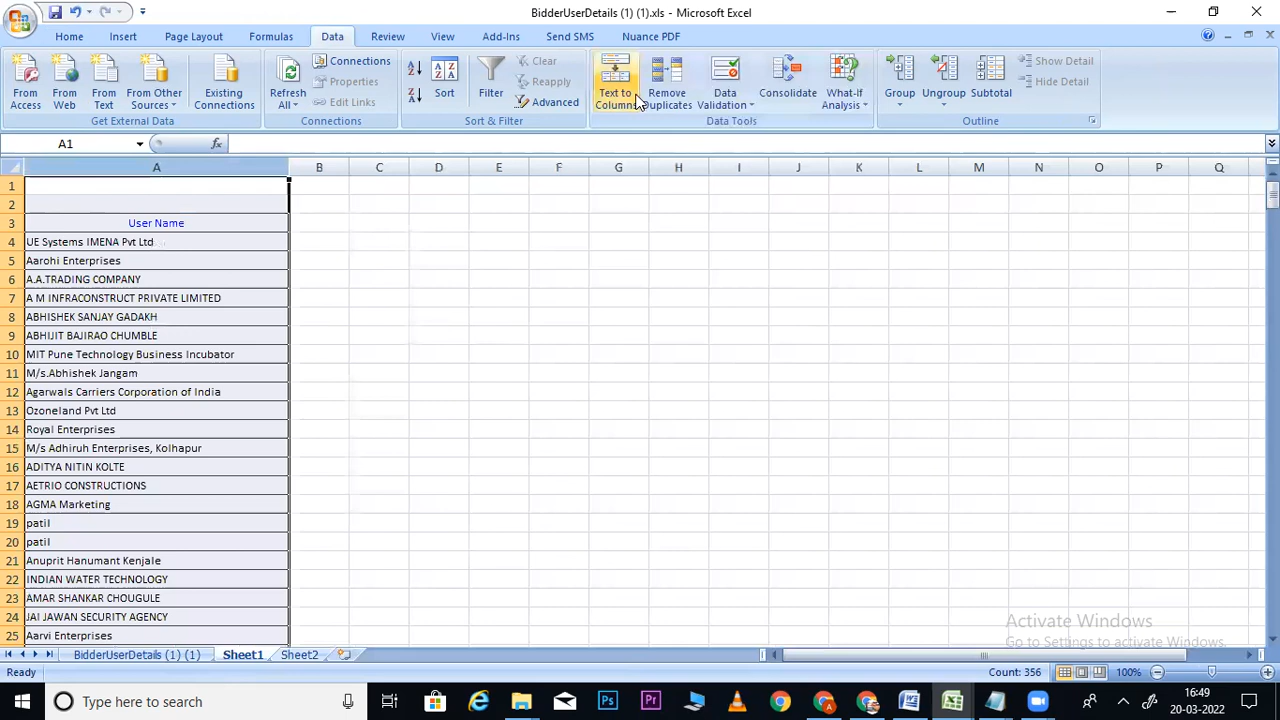 BidderUserDetails (1) (1).xls - Microsoft Excel
Home Insert Page Layout Formulas Data Review View Add-Ins Send SMS Nuance PDF
From Access
From Web
From Text
From Other Sources
Existing Connections
Get External Data
Refresh All
Connections
Properties
Edit Links
Connections
Sort
Filter
Clear
Reapply
Advanced
Sort & Filter
Text to Columns
Remove Duplicates
Data Validation
Consolidate
What-If Analysis
Data Tools
Group
Ungroup
Subtotal
Show Detail
Hide Detail
Outline
A1 fx
A B C D E F G H I J K L M N O P Q
1
2
3 User Name
4 UE Systems IMENA Pvt Ltd
5 Aarohi Enterprises
6 A.A.TRADING COMPANY
7 A M INFRACONSTRUCT PRIVATE LIMITED
8 ABHISHEK SANJAY GADAKH
9 ABHIJIT BAJIRAO CHUMBLE
10 MIT Pune Technology Business Incubator
11 M/s.Abhishek Jangam
12 Agarwals Carriers Corporation of India
13 Ozoneland Pvt Ltd
14 Royal Enterprises
15 M/s Adhiruh Enterprises, Kolhapur
16 ADITYA NITIN KOLTE
17 AETRIO CONSTRUCTIONS
18 AGMA Marketing
19 patil
20 patil
21 Anuprit Hanumant Kenjale
22 INDIAN WATER TECHNOLOGY
23 AMAR SHANKAR CHOUGULE
24 JAI JAWAN SECURITY AGENCY
25 Aarvi Enterprises
Activate Windows
Go to Settings to activate Windows.
BidderUserDetails (1) (1) Sheet1 Sheet2
Ready Count: 356 100%
Type here to search
16:49
20-03-2022